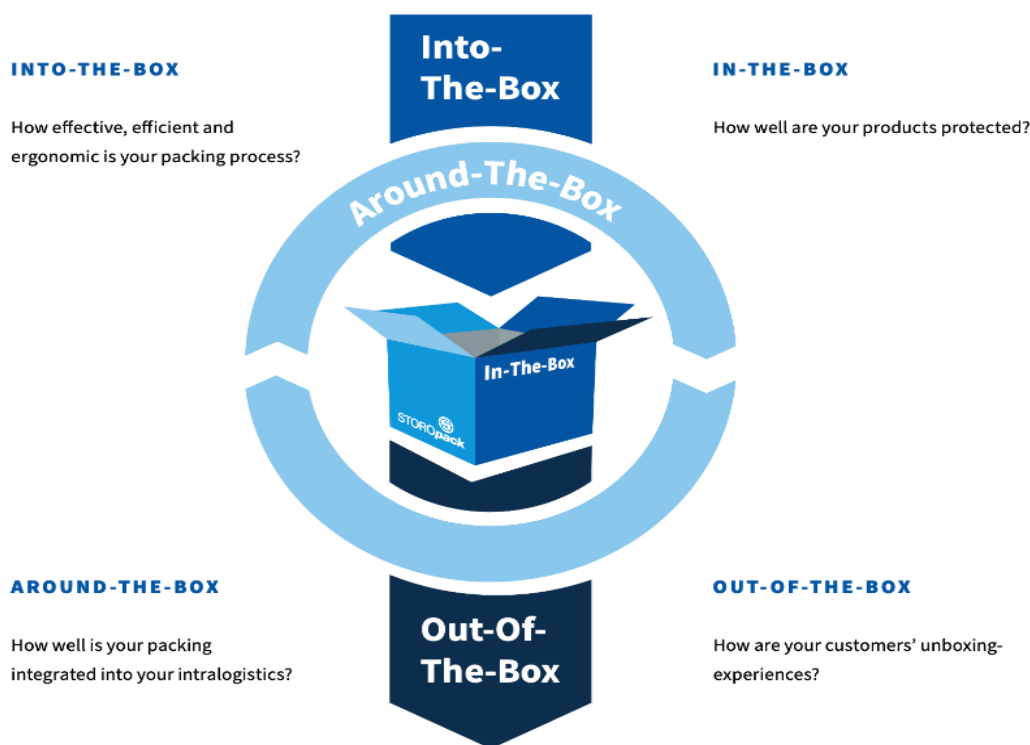 INTO-THE-BOX
How effective, efficient and
ergonomic is your packing process?
Into-
The-Box
IN-THE-BOX
How well are your products protected?
Around-The-Box
In-The-Box
STOROpack
AROUND-THE-BOX
How well is your packing
integrated into your intralogistics?
Out-Of-
The-Box
OUT-OF-THE-BOX
How are your customers’ unboxing-
experiences?